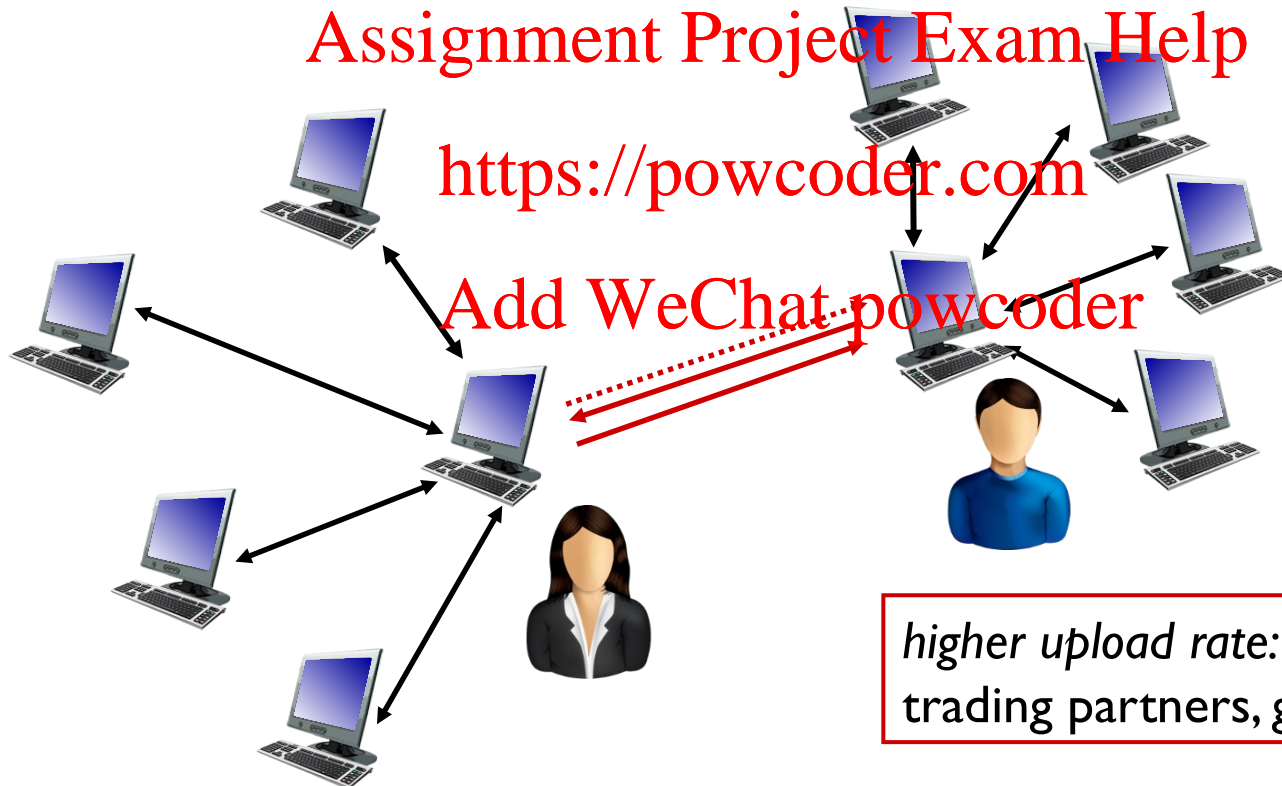 Assignment Project Exam Help
https://powcoder.com
Add WeChat powcoder
higher upload rate:
trading partners, g